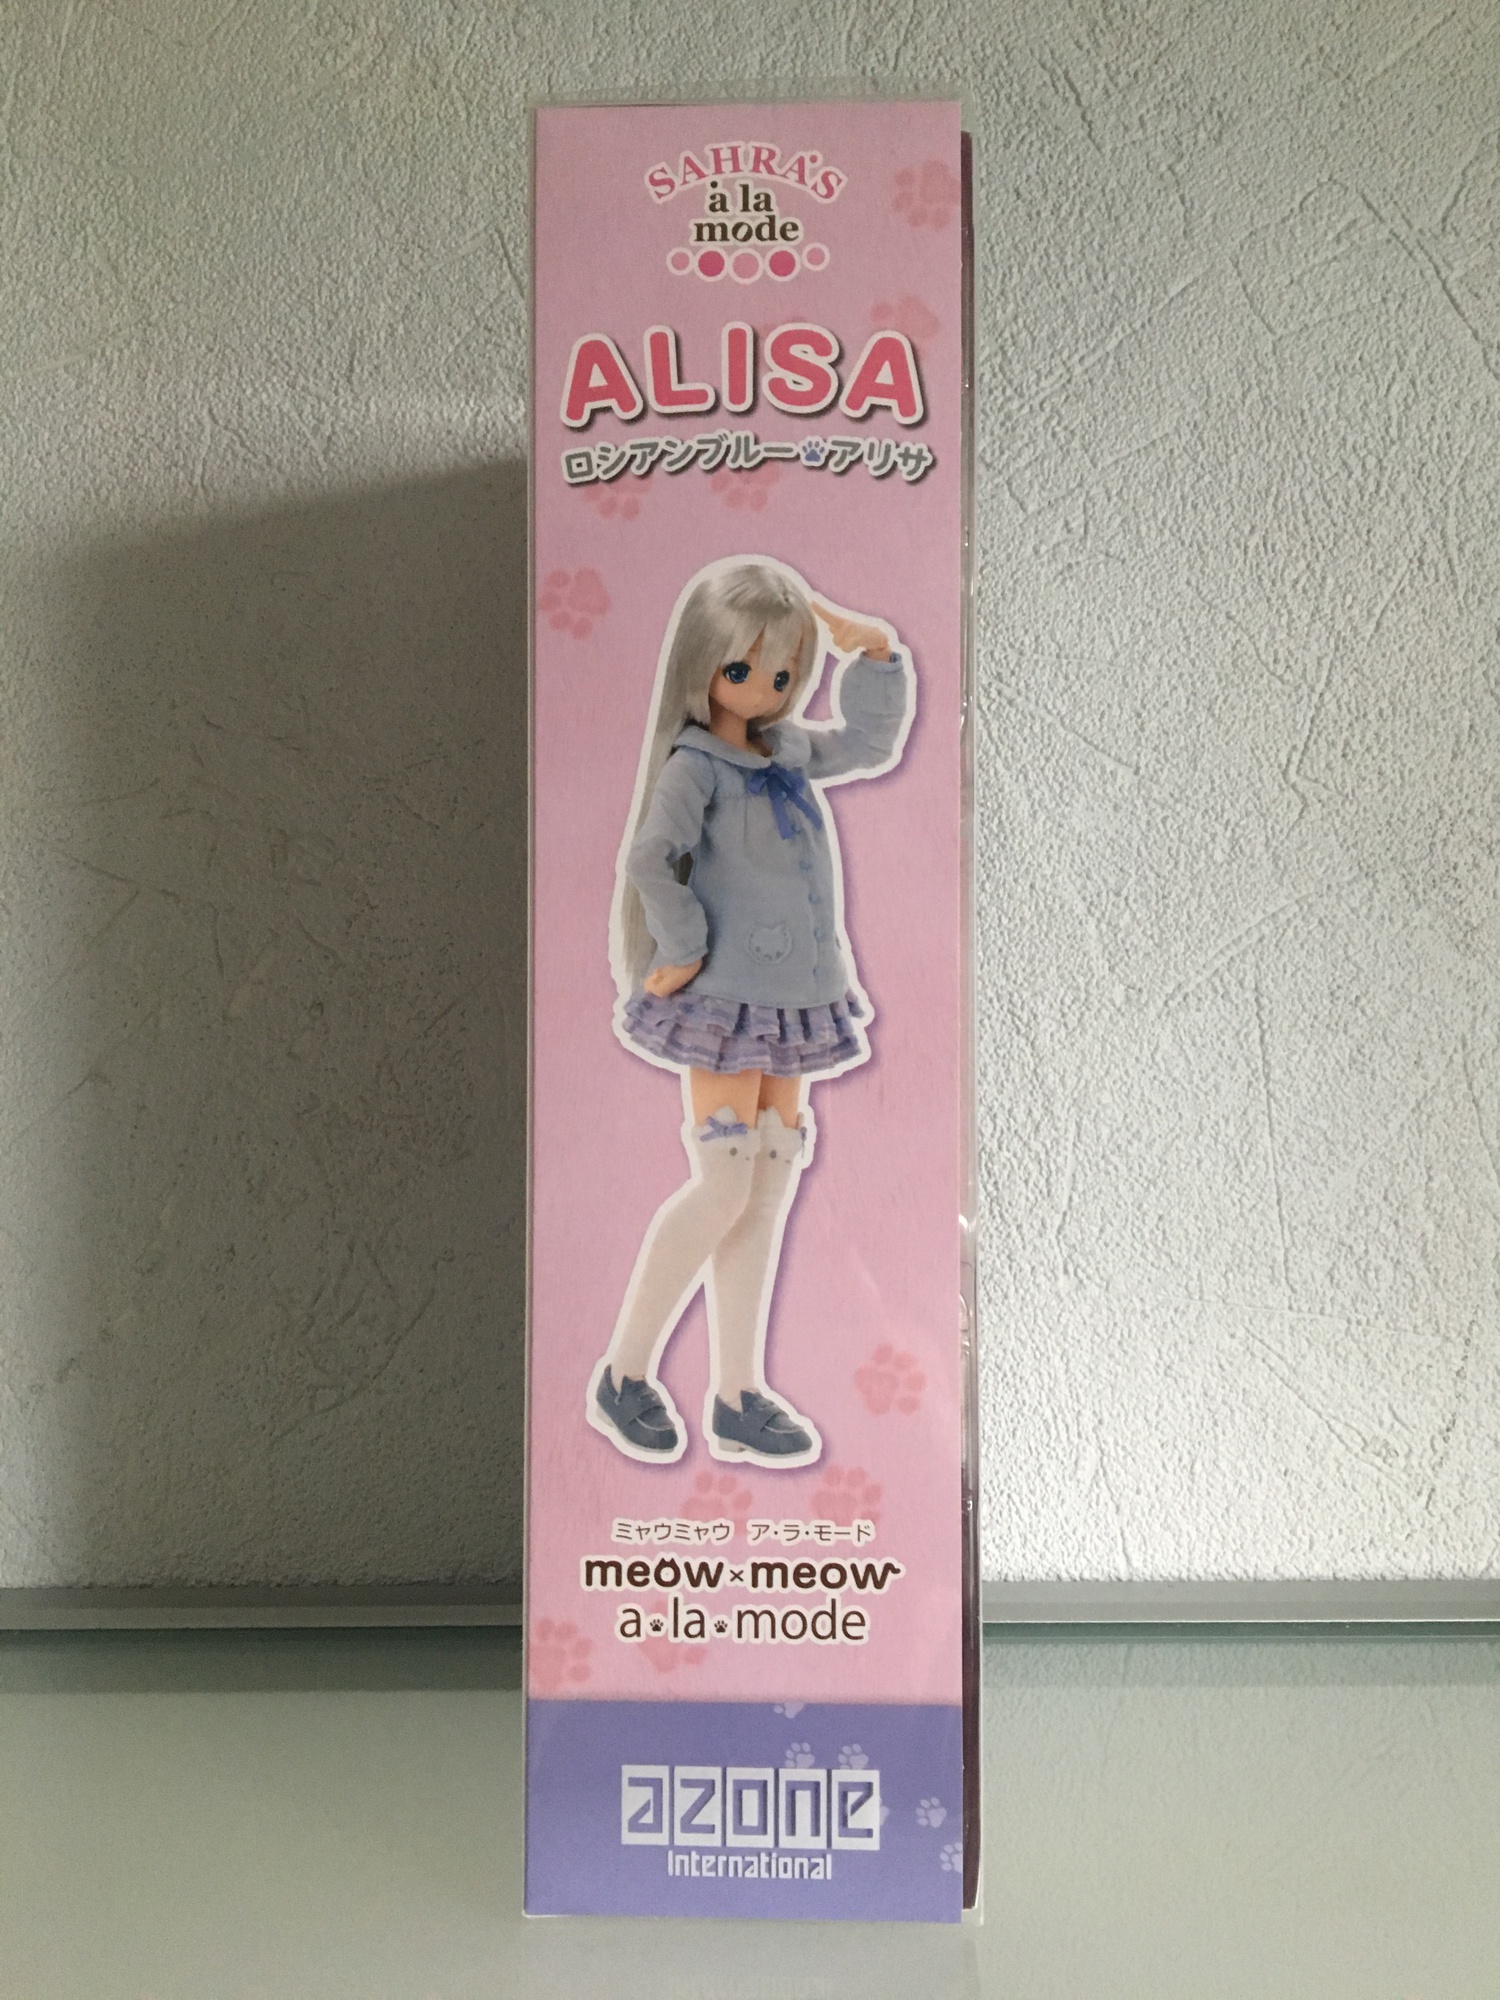 SAHRA'S
à la
mode
ALISA
ロシアンブルー アリサ
ミャウミャウ ア・ラ・モード
meow×meow
a・la・mode
azone
International